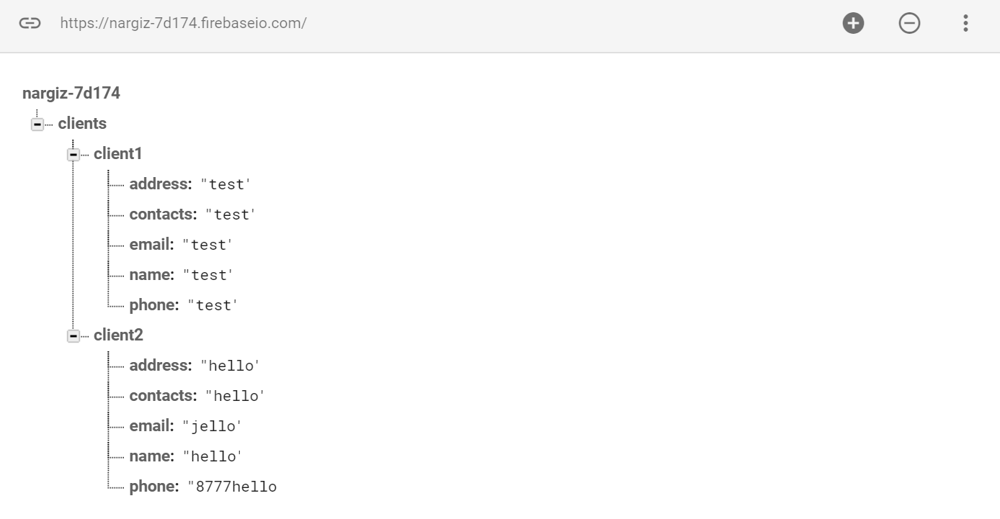 https://nargiz-7d174.firebaseio.com/
nargiz-7d174
clients
client1
address: "test'
contacts: "test'
email: "test'
name: "test'
phone: "test'
client2
address: "hello'
contacts: "hello'
email: "jello'
name: "hello'
phone: "8777hello